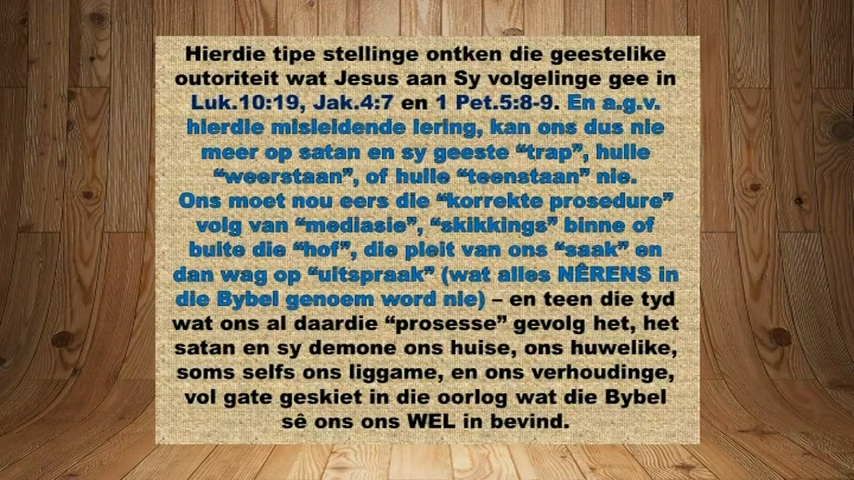 Hierdie tipe stellinge ontken die geestelike
outoriteit wat Jesus aan Sy volgelinge gee in
Luk.10:19, Jak.4:7 en 1 Pet.5:8-9. En a.g.v.
hierdie misleidende lering, kan ons dus nie
meer op satan en sy geeste “trap”, hulle
“weerstaan”, of hulle “teenstaan” nie.
Ons moet nou eers die “korrekte prosedure”
volg van “mediasie”, “skikkings” binne of
buite die “hof”, die pleit van ons “saak” en
dan wag op “uitspraak” (wat alles NÊRENS in
die Bybel genoem word nie) – en teen die tyd
wat ons al daardie “prosesse” gevolg het, het
satan en sy demone ons huise, ons huwelike,
soms selfs ons liggame, en ons verhoudinge,
vol gate geskiet in die oorlog wat die Bybel
sê ons ons WEL in bevind.